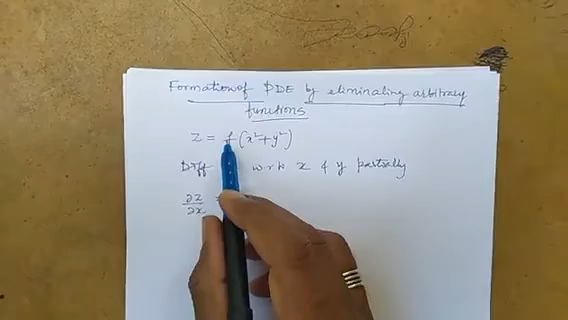 Formation of PDE by eliminating arbitrary
functions
Z = f(x²+y²)
Diff w.r.t x & y partially
∂z/∂x =